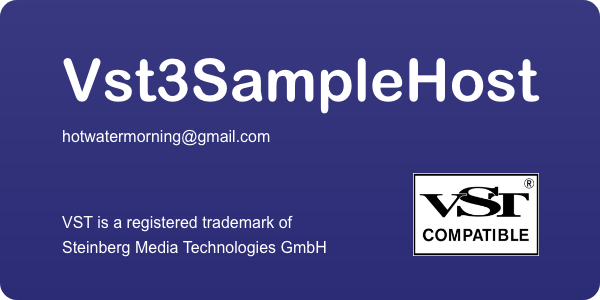 Vst3SampleHost
hotwatermorning@gmail.com
VST is a registered trademark of
Steinberg Media Technologies GmbH
VST®
COMPATIBLE